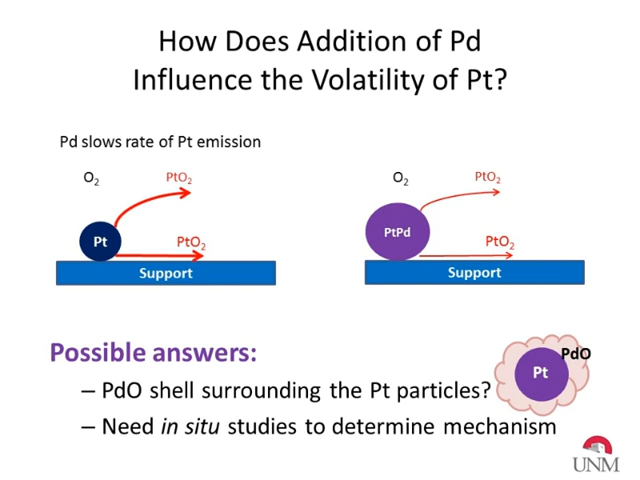 How Does Addition of Pd
Influence the Volatility of Pt?
Pd slows rate of Pt emission
O₂
PtO₂
Pt
PtO₂
Support
O₂
PtO₂
PtPd
PtO₂
Support
Possible answers:
– PdO shell surrounding the Pt particles?
– Need in situ studies to determine mechanism
PdO
Pt
UNM